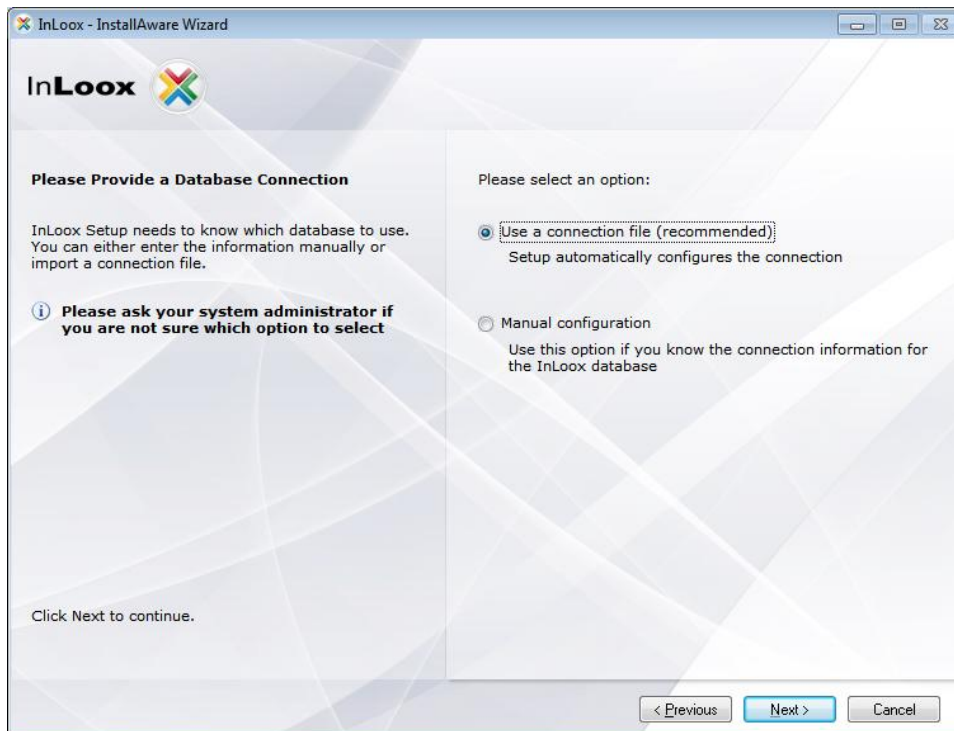 InLoox - InstallAware Wizard
InLoox
Please Provide a Database Connection
InLoox Setup needs to know which database to use.
You can either enter the information manually or
import a connection file.
Please ask your system administrator if
you are not sure which option to select
Click Next to continue.
Please select an option:
Use a connection file (recommended)
Setup automatically configures the connection
Manual configuration
Use this option if you know the connection information for
the InLoox database
< Previous
Next >
Cancel